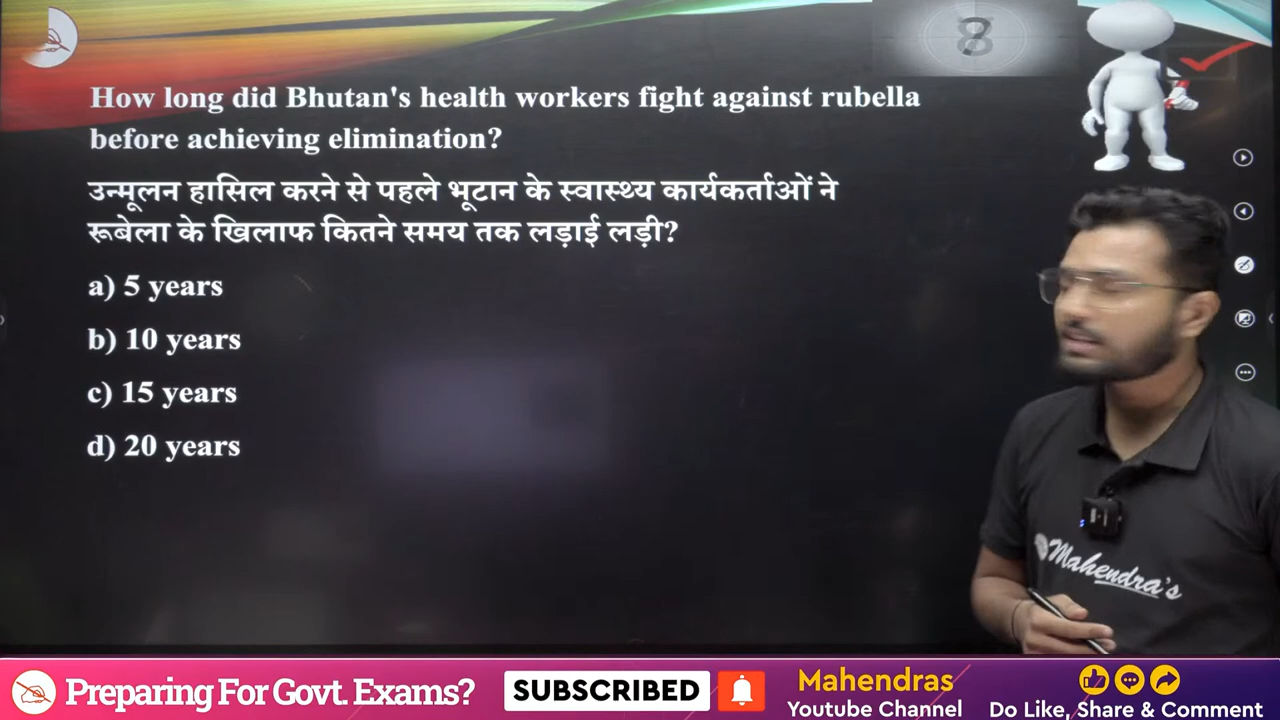 How long did Bhutan's health workers fight against rubella
before achieving elimination?
उन्मूलन हासिल करने से पहले भूटान के स्वास्थ्य कार्यकर्ताओं ने
रूबेला के खिलाफ कितने समय तक लड़ाई लड़ी?
a) 5 years
b) 10 years
c) 15 years
d) 20 years
Mahendra's
Preparing For Govt. Exams?
SUBSCRIBED
Mahendras
Youtube Channel
Do Like, Share & Comment